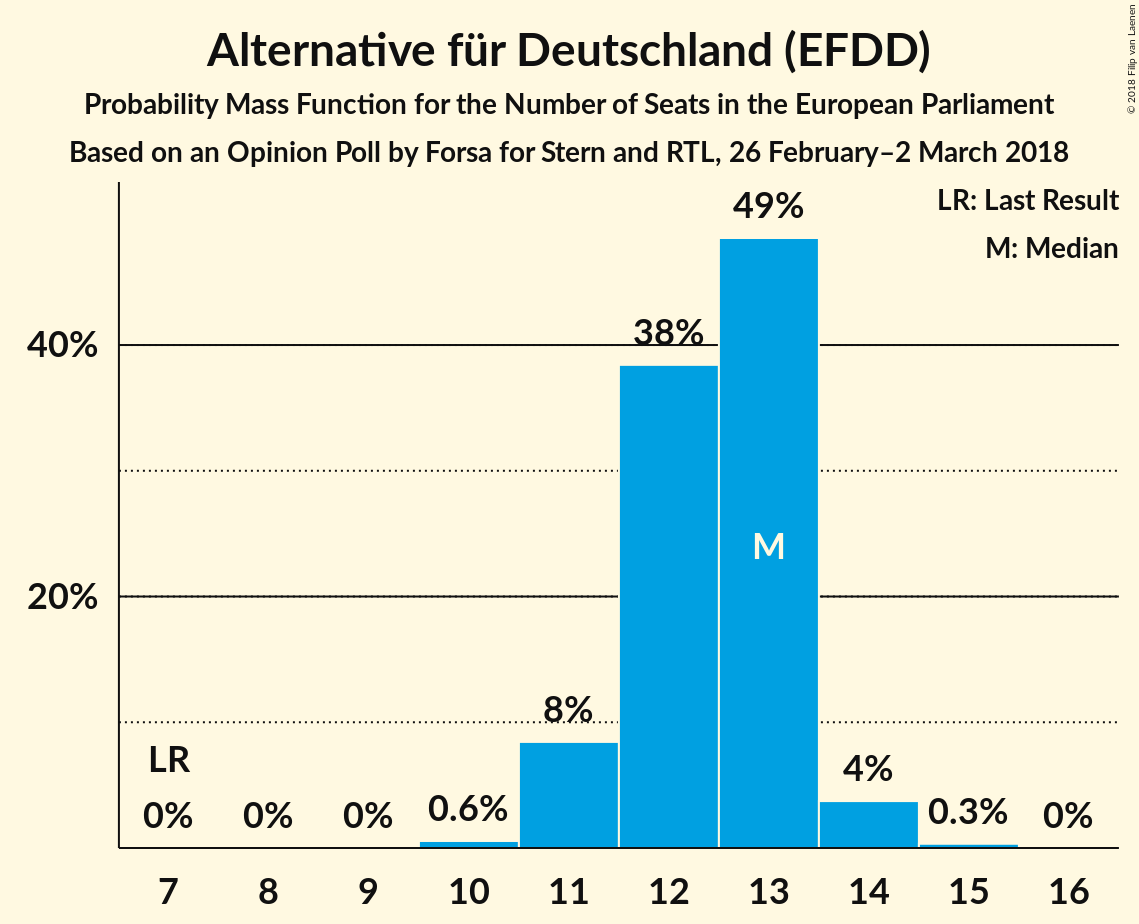 Alternative für Deutschland (EFDD)
Probability Mass Function for the Number of Seats in the European Parliament
Based on an Opinion Poll by Forsa for Stern and RTL, 26 February–2 March 2018
© 2018 Filip van Laenen
LR: Last Result
M: Median
49%
38%
40%
M
20%
8%
LR
4%
0% 0% 0% 0.6% 0.3% 0%
7 8 9 10 11 12 13 14 15 16